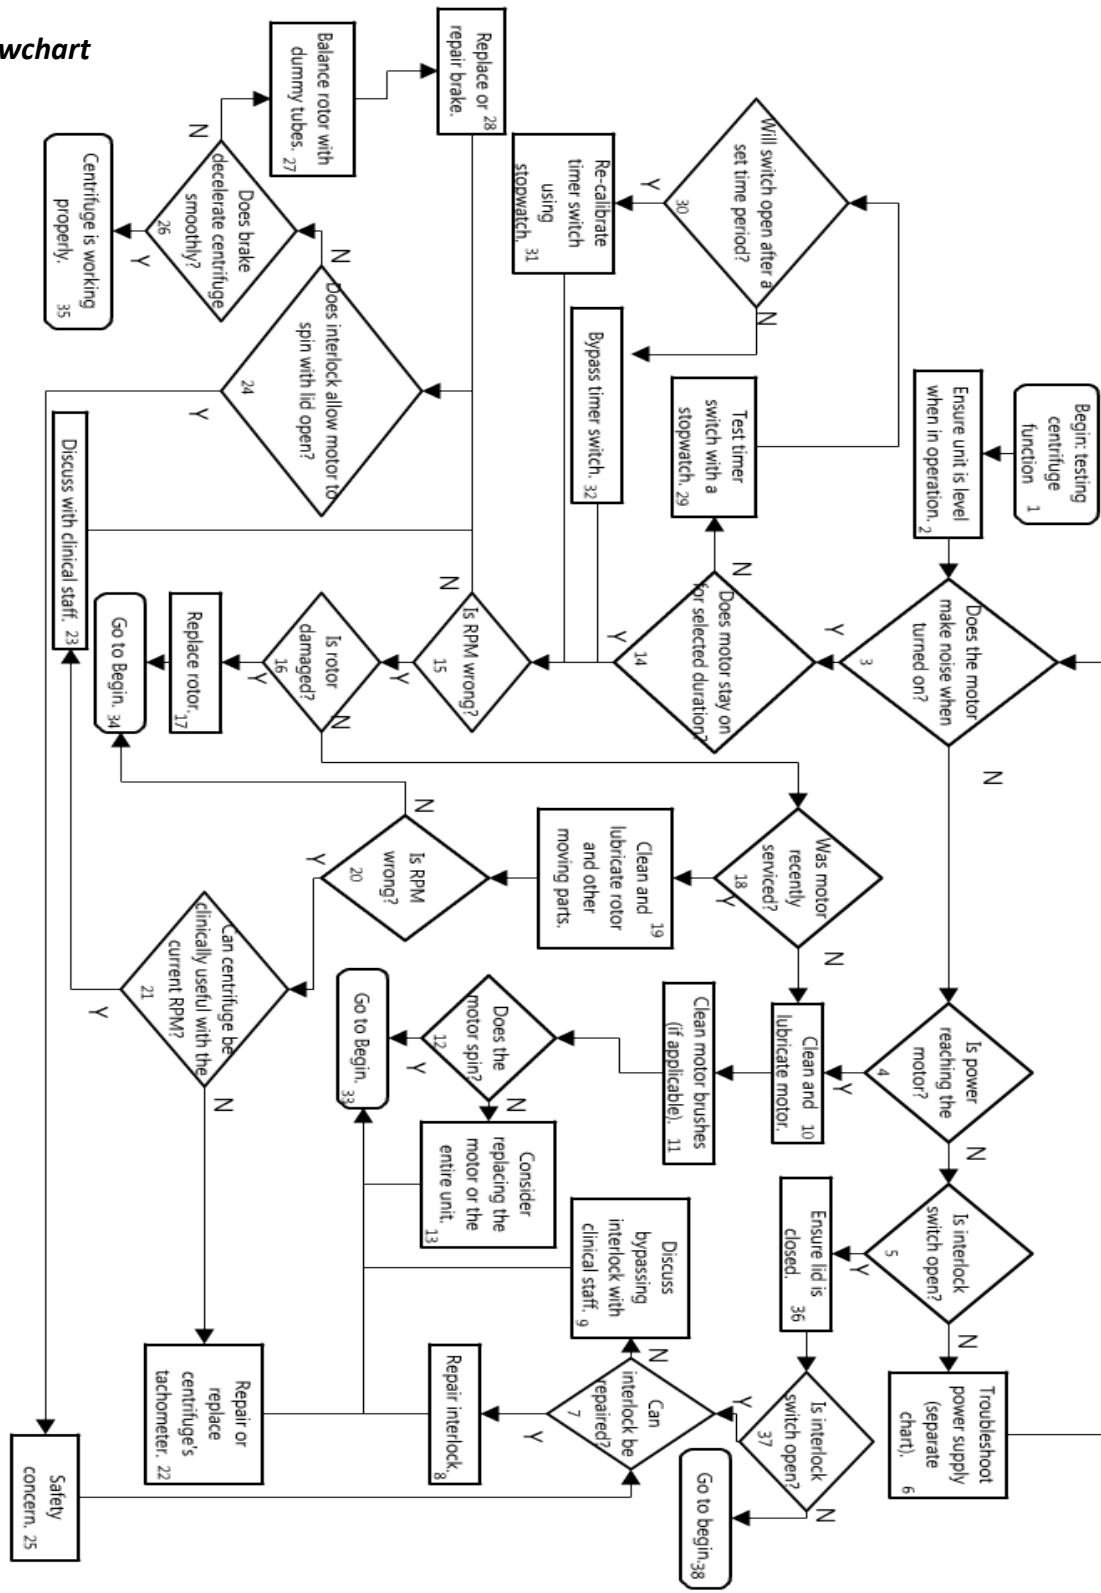 wchart
Begin: testing
centrifuge
function 1
Ensure unit is level
when in operation. 2
Does the motor
make noise when
turned on?
3
Y
N
Is power
reaching the
motor?
4
Y
N
Is interlock
switch open?
5
Y
N
Troubleshoot
power supply
(separate
chart). 6
Ensure lid is
closed. 36
Is interlock
switch open?
37
Y
N
Go to begin. 38
Can
interlock be
repaired?
7
Y
N
Repair interlock. 8
Discuss
bypassing
interlock with
clinical staff. 9
Clean and 10
lubricate motor.
Clean motor brushes
(if applicable). 11
Does the
motor spin?
12
Y
N
Consider
replacing the
motor or the
entire unit. 13
Go to Begin. 33
Does motor stay on
for selected duration?
14
Y
N
Test timer
switch with a
stopwatch. 29
Will switch open after a
set time period?
30
Y
N
Re-calibrate
timer switch
using
stopwatch. 31
Bypass timer switch. 32
Is RPM wrong?
15
Y
N
Is rotor
damaged?
16
Y
N
Replace rotor. 17
Go to Begin. 34
Was motor
recently
serviced?
18
Y
N
Clean and 19
lubricate rotor
and other
moving parts.
Is RPM
wrong?
20
Y
N
Can centrifuge be
clinically useful with the
current RPM?
21
Y
N
Repair or
replace
centrifuge's
tachometer. 22
Discuss with clinical staff. 23
Does interlock allow motor to
spin with lid open?
24
Y
N
Safety
concern. 25
Does brake
decelerate centrifuge
smoothly?
26
Y
N
Balance rotor with
dummy tubes. 27
Replace or 28
repair brake.
Centrifuge is working
properly. 35